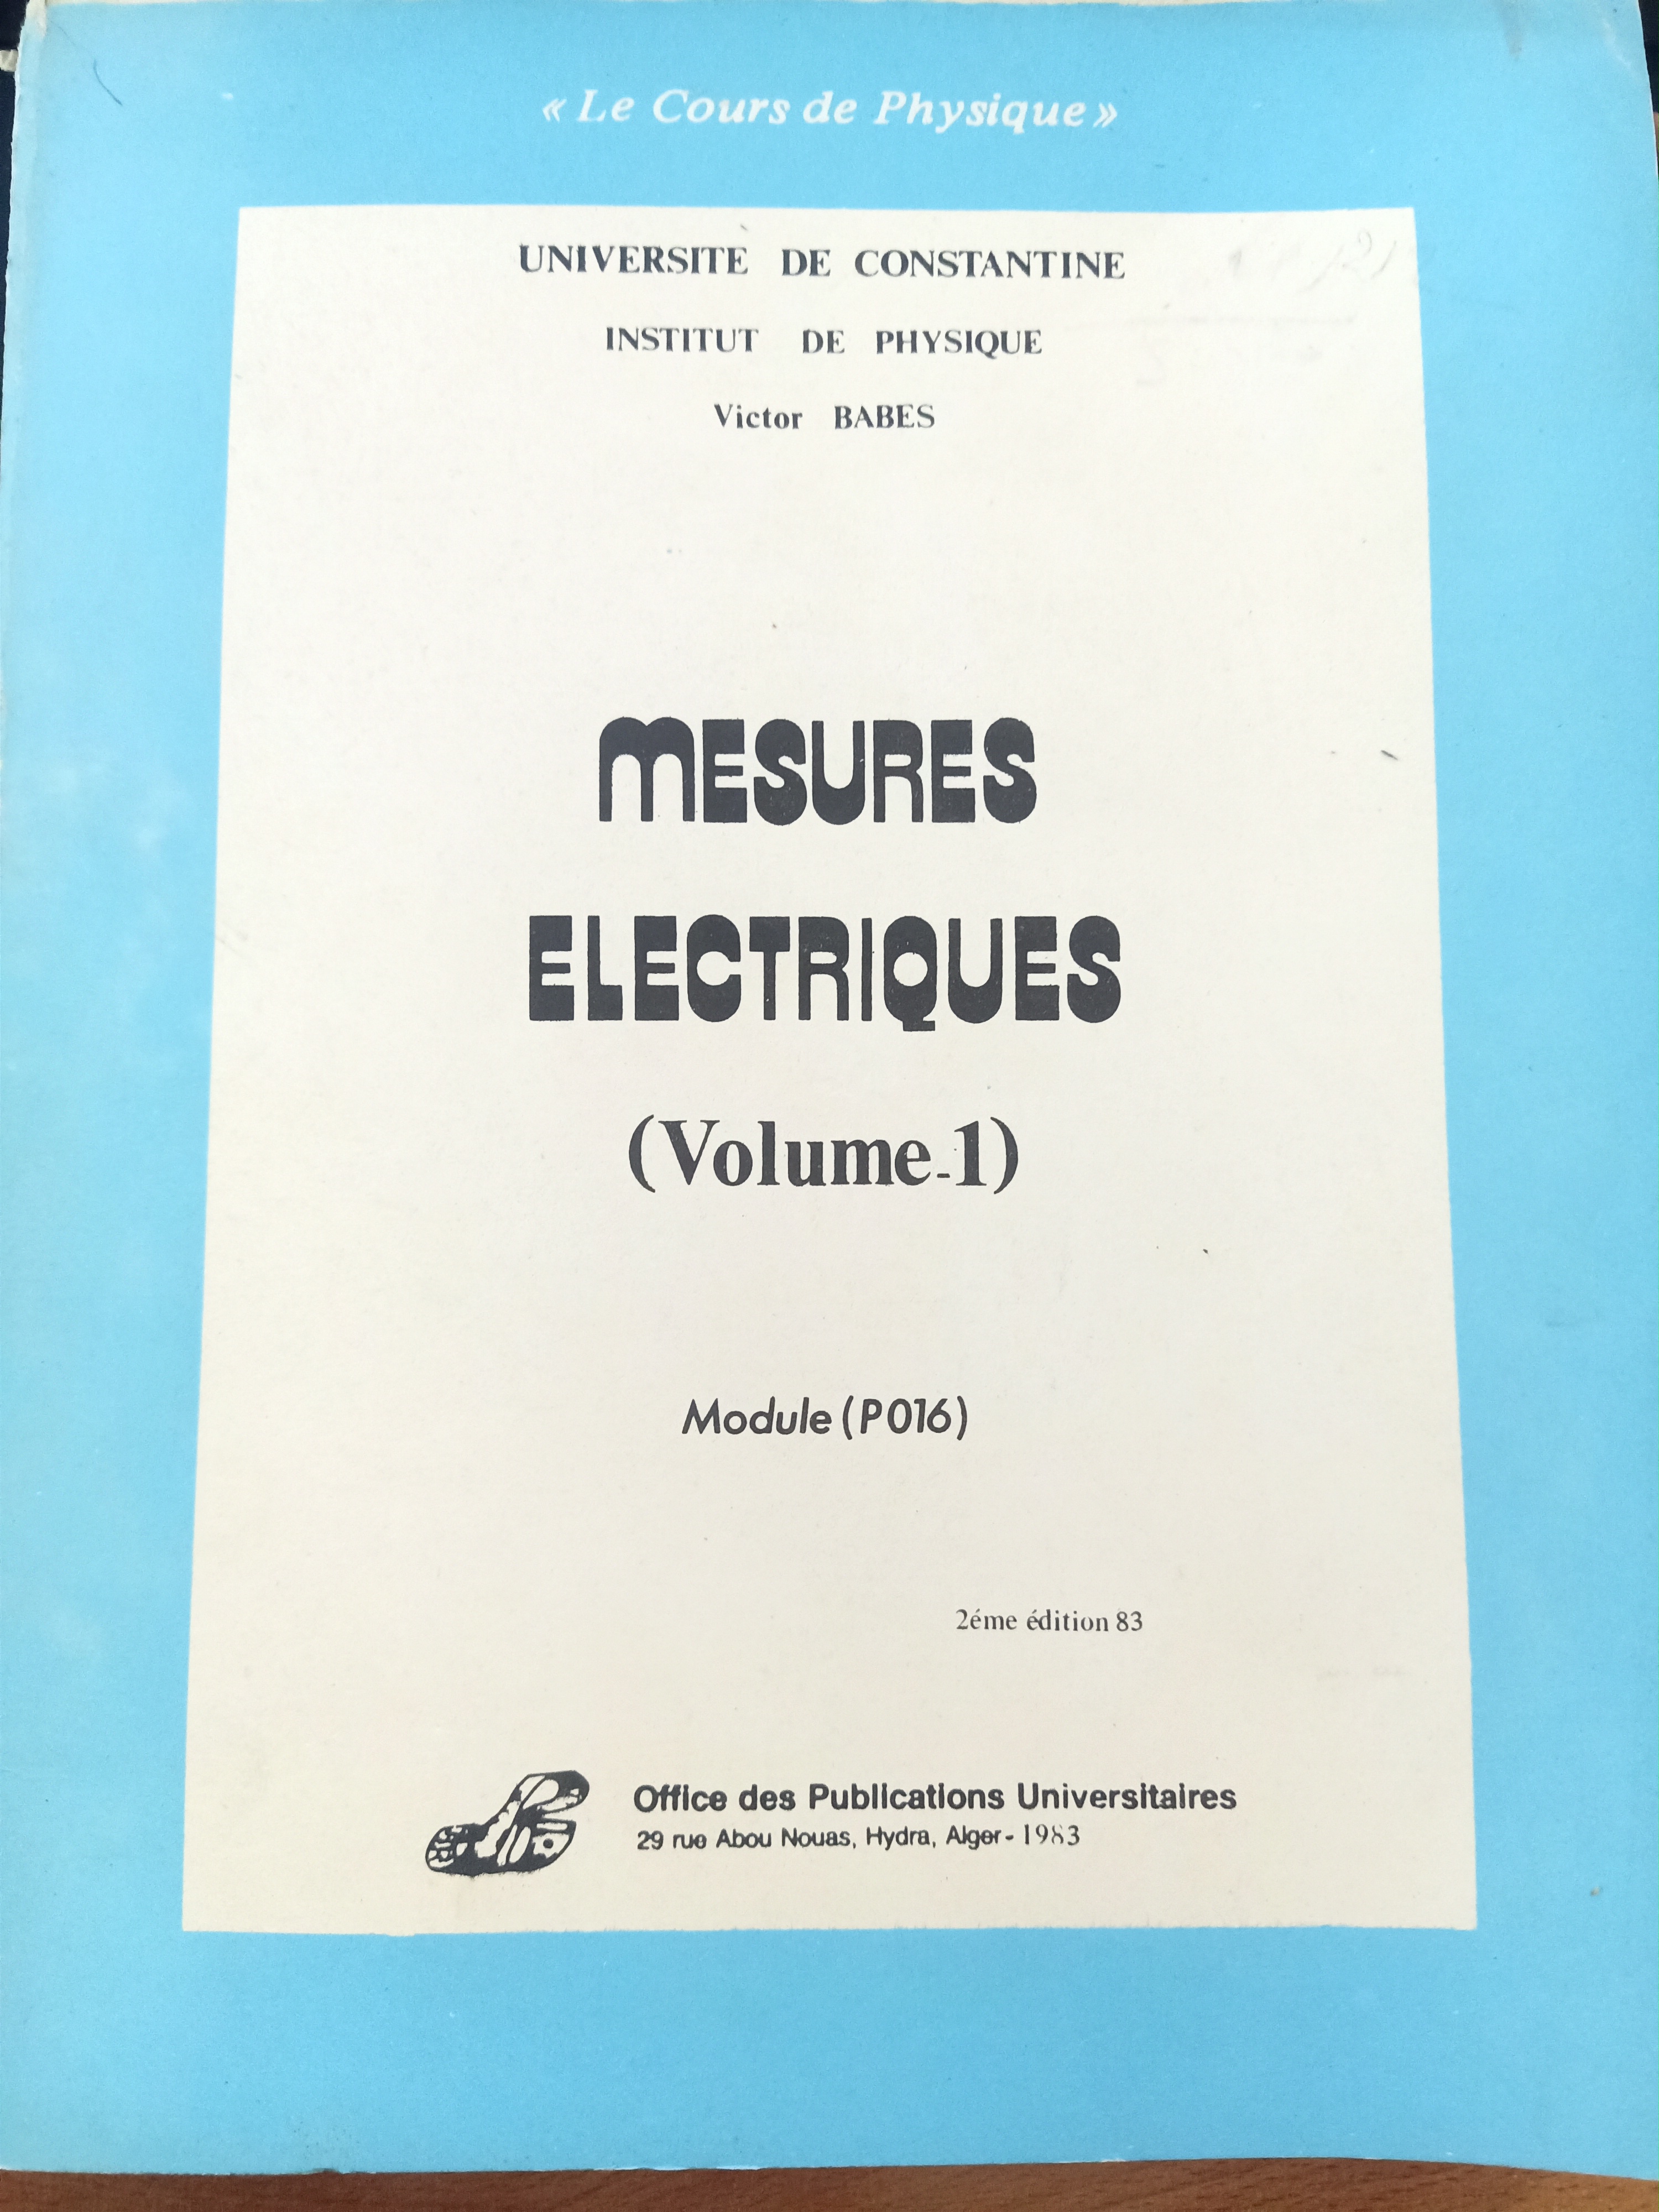 « Le Cours de Physique »
UNIVERSITE DE CONSTANTINE
INSTITUT DE PHYSIQUE
Victor BABES
MESURES
ELECTRIQUES
(Volume-1)
Module (P016)
2éme édition 83
Office des Publications Universitaires
29 rue Abou Nouas, Hydra, Alger - 1983